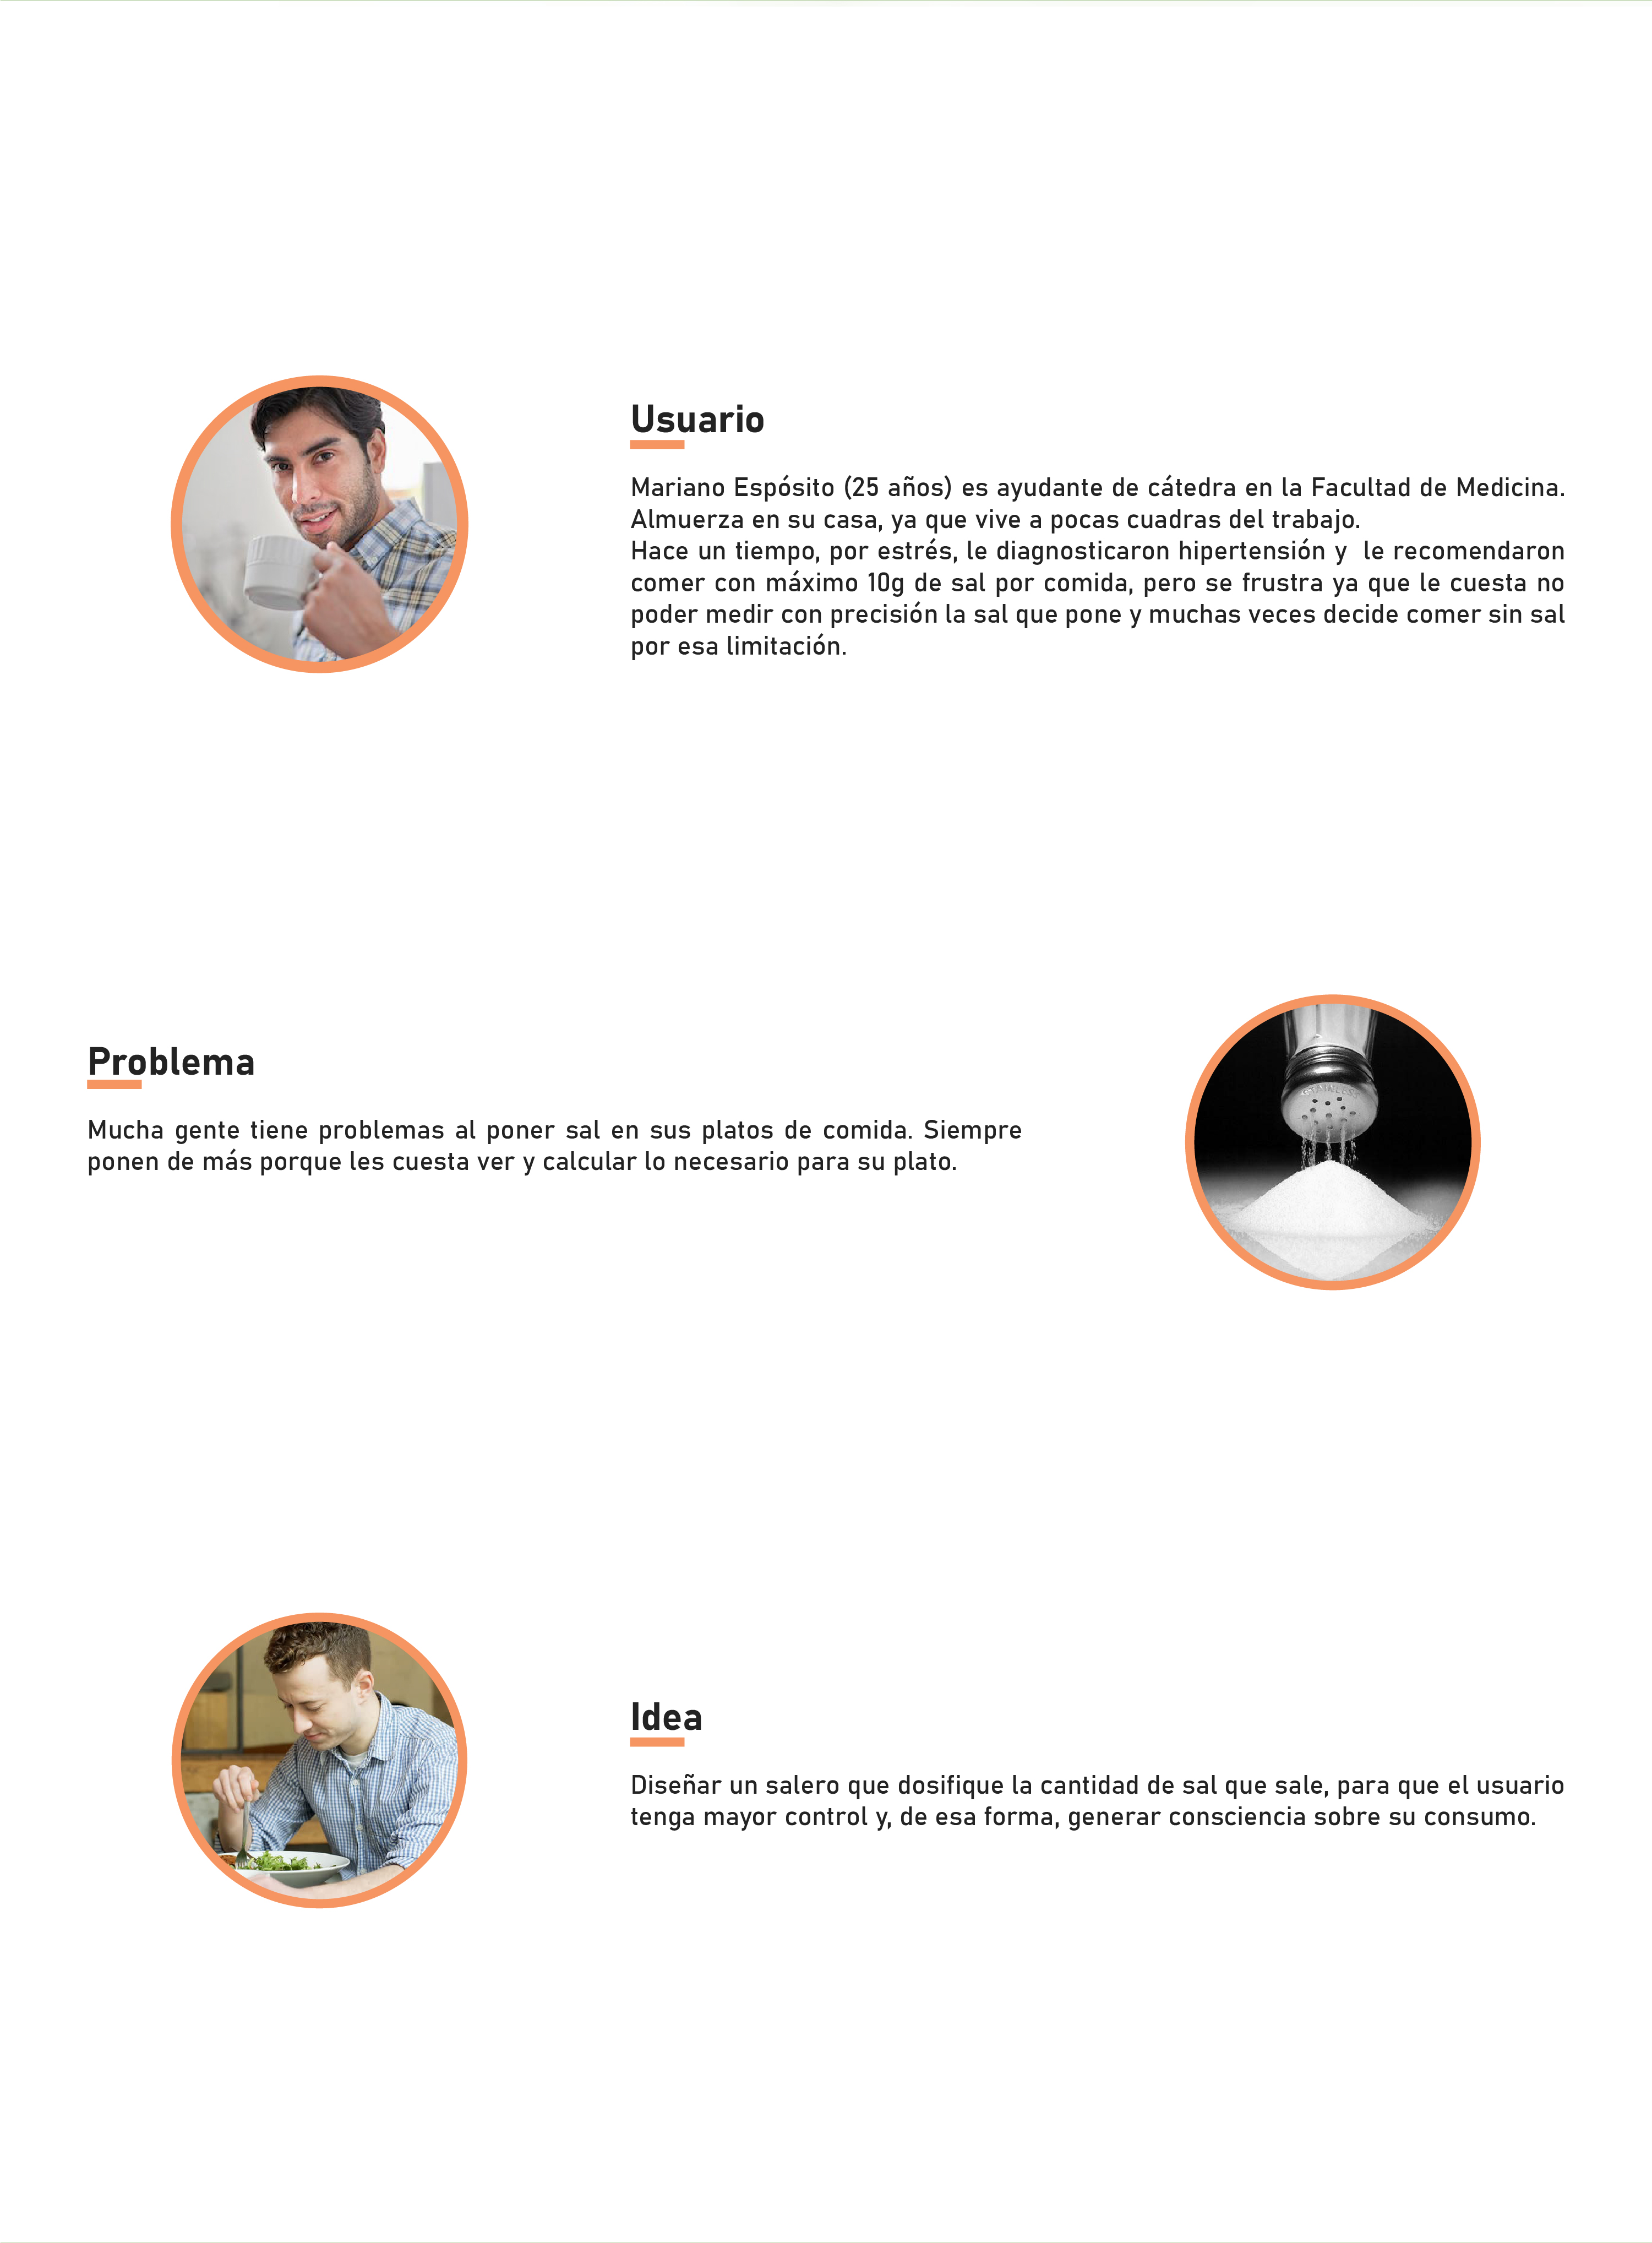 Usuario
Mariano Espósito (25 años) es ayudante de cátedra en la Facultad de Medicina.
Almuerza en su casa, ya que vive a pocas cuadras del trabajo.
Hace un tiempo, por estrés, le diagnosticaron hipertensión y  le recomendaron
comer con máximo 10g de sal por comida, pero se frustra ya que le cuesta no
poder medir con precisión la sal que pone y muchas veces decide comer sin sal
por esa limitación.
Problema
Mucha gente tiene problemas al poner sal en sus platos de comida. Siempre
ponen de más porque les cuesta ver y calcular lo necesario para su plato.
STAINLESS
Idea
Diseñar un salero que dosifique la cantidad de sal que sale, para que el usuario
tenga mayor control y, de esa forma, generar consciencia sobre su consumo.